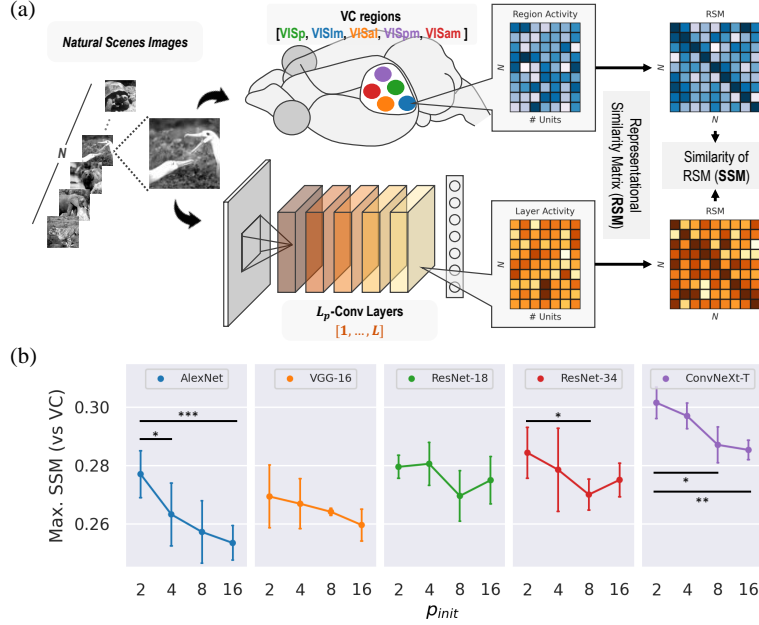 (a)
Natural Scenes Images
N
VC regions
[VISp, VISlm, VISal, VISpm, VISam ]
Region Activity
N
# Units
RSM
N
Representational
Similarity Matrix (RSM)
Similarity of
RSM (SSM)
Layer Activity
N
# Units
RSM
N
N
Lp-Conv Layers
[1, ..., L]
(b)
Max. SSM (vs VC)
0.30
0.28
0.26
AlexNet
***
*
2 4 8 16
VGG-16
2 4 8 16
ResNet-18
2 4 8 16
ResNet-34
*
2 4 8 16
ConvNeXt-T
*
**
2 4 8 16
pinit